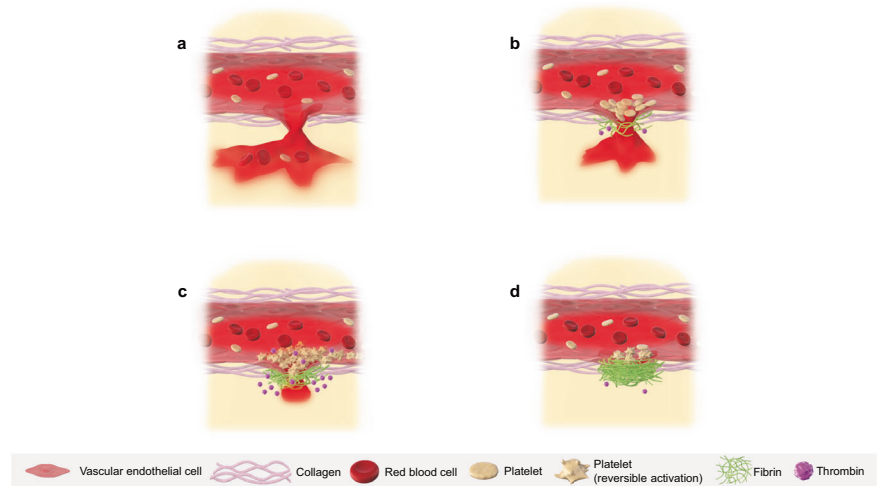 a
b
c
d
Vascular endothelial cell
Collagen
Red blood cell
Platelet
Platelet
(reversible activation)
Fibrin
Thrombin